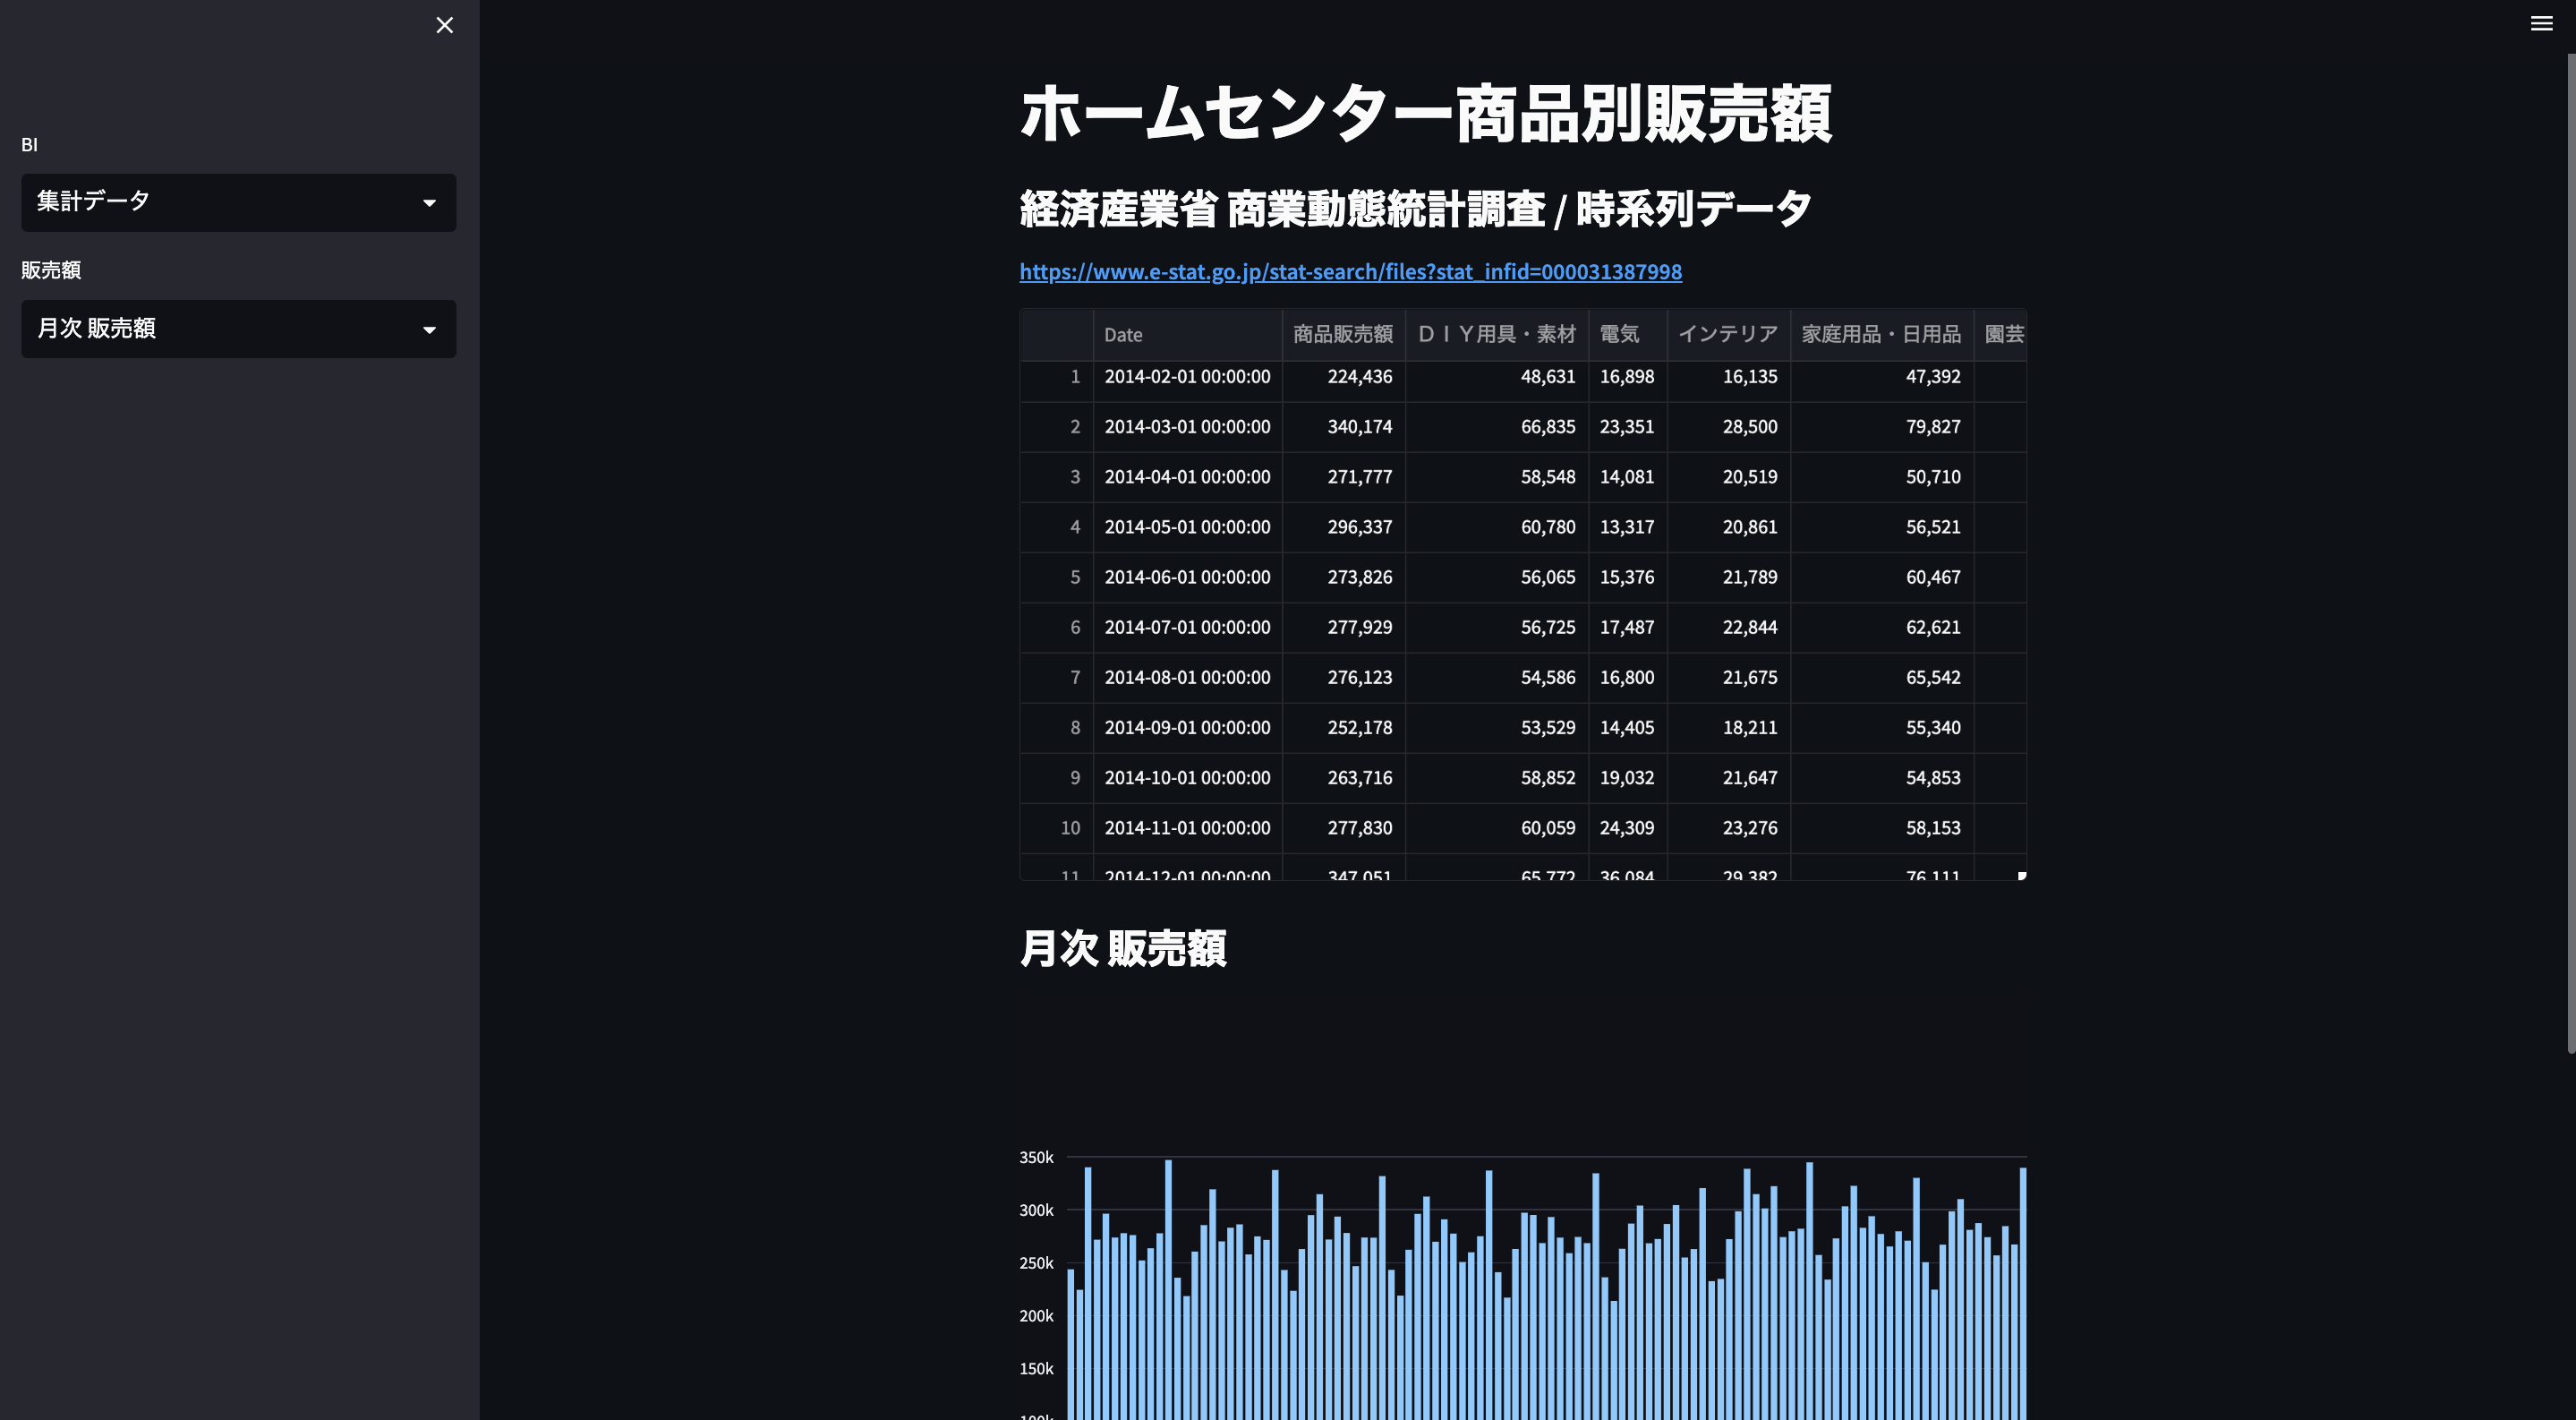 BI
集計データ
販売額
月次 販売額
ホームセンター商品別販売額
経済産業省 商業動態統計調査 / 時系列データ
https://www.e-stat.go.jp/stat-search/files?stat_infid=000031387998
Date 商品販売額 ＤＩＹ用具・素材 電気 インテリア 家庭用品・日用品 園芸
1 2014-02-01 00:00:00 224,436 48,631 16,898 16,135 47,392
2 2014-03-01 00:00:00 340,174 66,835 23,351 28,500 79,827
3 2014-04-01 00:00:00 271,777 58,548 14,081 20,519 50,710
4 2014-05-01 00:00:00 296,337 60,780 13,317 20,861 56,521
5 2014-06-01 00:00:00 273,826 56,065 15,376 21,789 60,467
6 2014-07-01 00:00:00 277,929 56,725 17,487 22,844 62,621
7 2014-08-01 00:00:00 276,123 54,586 16,800 21,675 65,542
8 2014-09-01 00:00:00 252,178 53,529 14,405 18,211 55,340
9 2014-10-01 00:00:00 263,716 58,852 19,032 21,647 54,853
10 2014-11-01 00:00:00 277,830 60,059 24,309 23,276 58,153
11 2014-12-01 00:00:00 347,051 65,772 36,084 29,382 76,111
月次 販売額
350k
300k
250k
200k
150k
100k